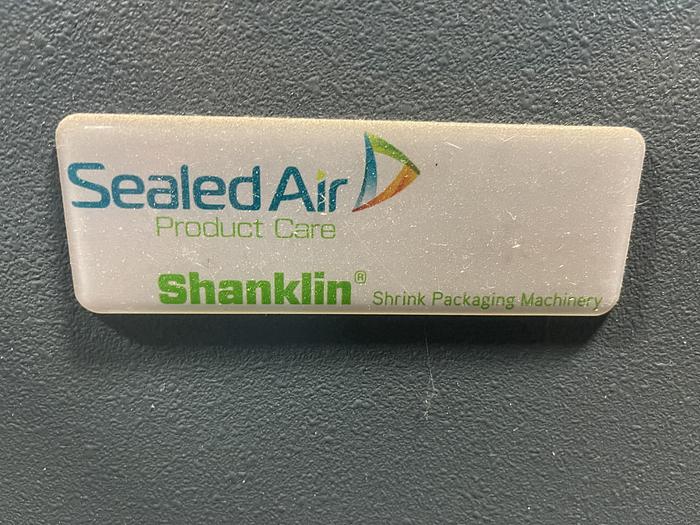 Sealed Air
Product Care
Shanklin® Shrink Packaging Machinery